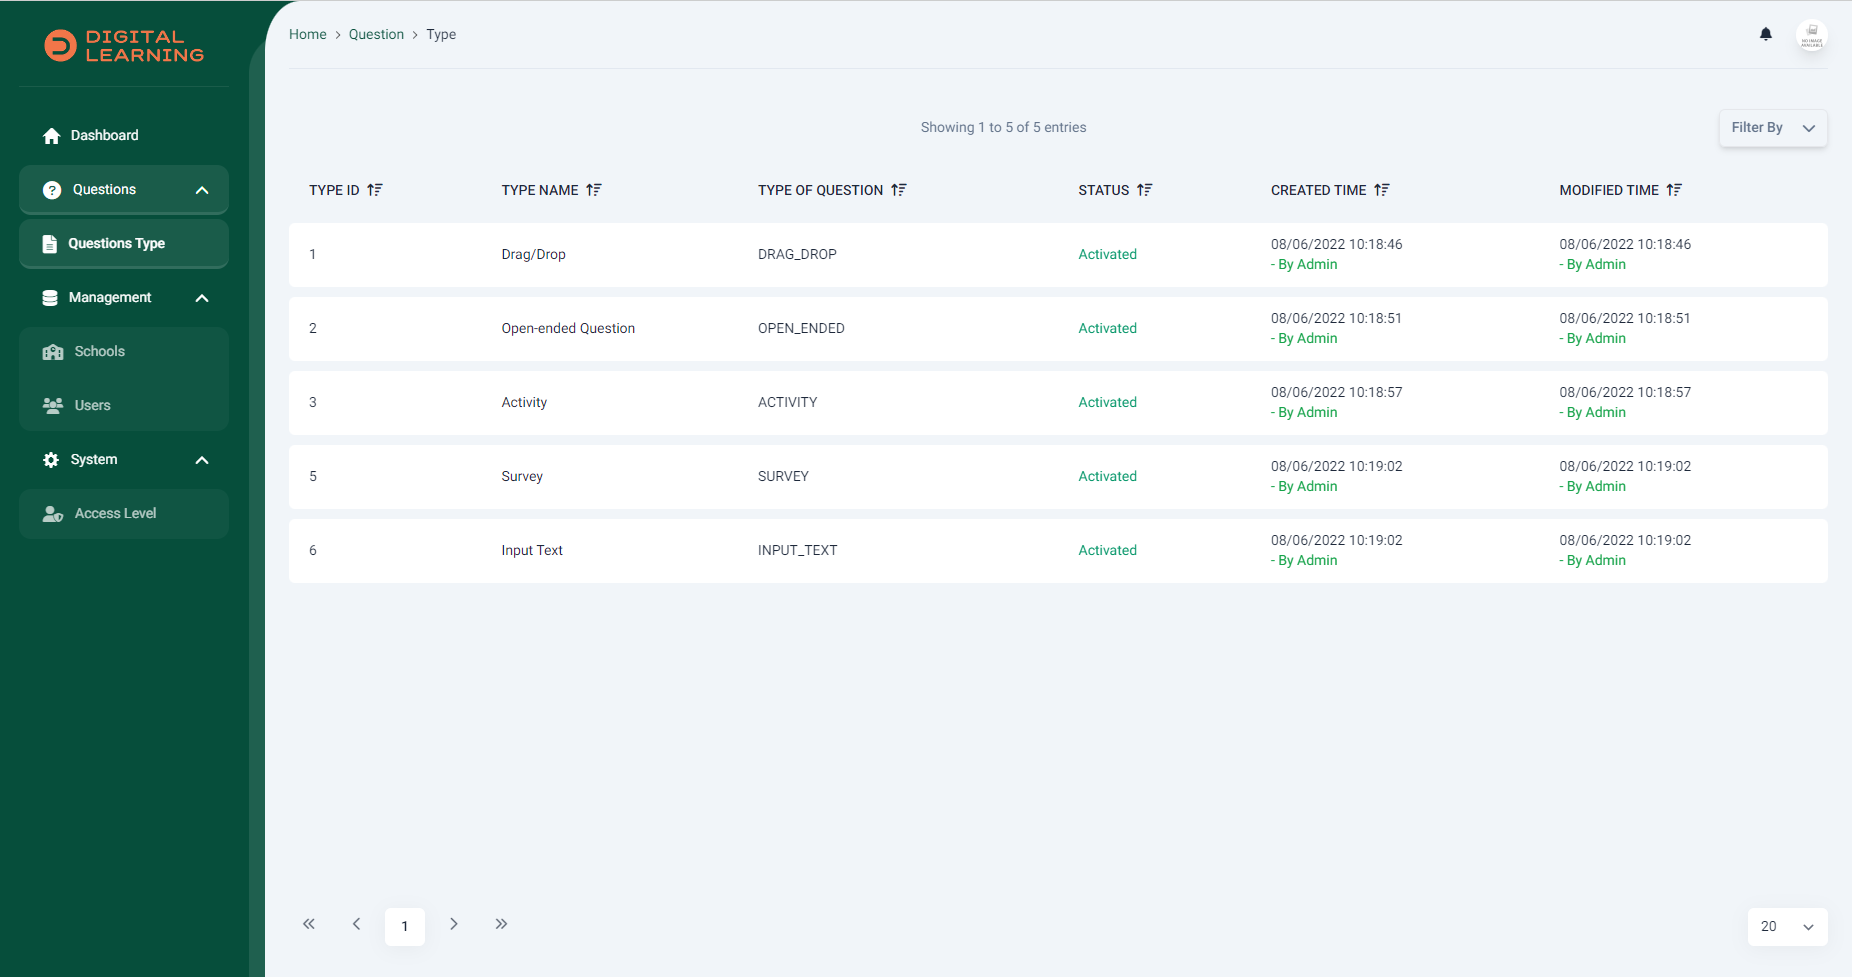 DIGITAL
LEARNING
Home > Question > Type
NO IMAGE
AVAILABLE
Dashboard
Questions
Questions Type
Management
Schools
Users
System
Access Level
Showing 1 to 5 of 5 entries
Filter By
TYPE ID TYPE NAME TYPE OF QUESTION STATUS CREATED TIME MODIFIED TIME
1 Drag/Drop DRAG_DROP Activated 08/06/2022 10:18:46 08/06/2022 10:18:46
- By Admin - By Admin
2 Open-ended Question OPEN_ENDED Activated 08/06/2022 10:18:51 08/06/2022 10:18:51
- By Admin - By Admin
3 Activity ACTIVITY Activated 08/06/2022 10:18:57 08/06/2022 10:18:57
- By Admin - By Admin
5 Survey SURVEY Activated 08/06/2022 10:19:02 08/06/2022 10:19:02
- By Admin - By Admin
6 Input Text INPUT_TEXT Activated 08/06/2022 10:19:02 08/06/2022 10:19:02
- By Admin - By Admin
« < 1 > »
20